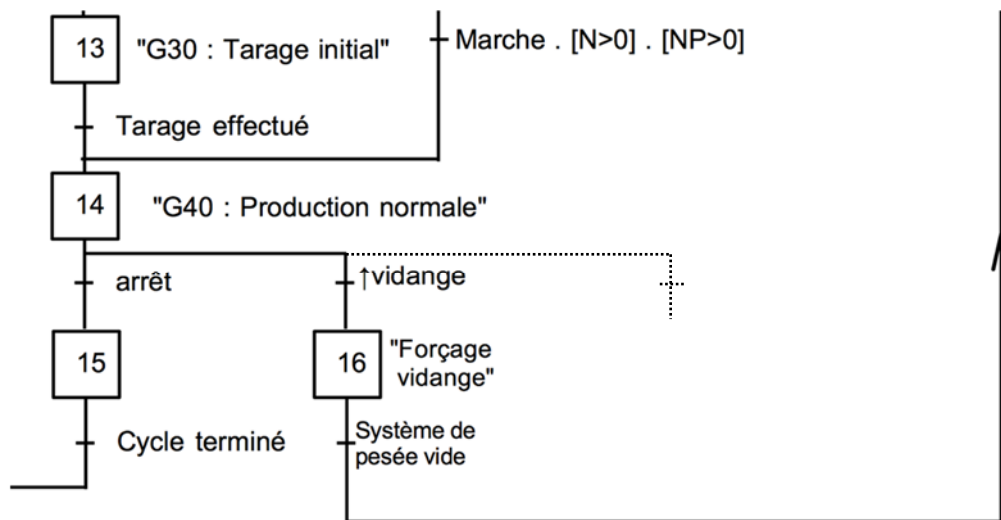 13
"G30 : Tarage initial"
Marche . [N>0] . [NP>0]
Tarage effectué
14
"G40 : Production normale"
arrêt
↑vidange
15
16
"Forçage
vidange"
Cycle terminé
Système de
pesée vide